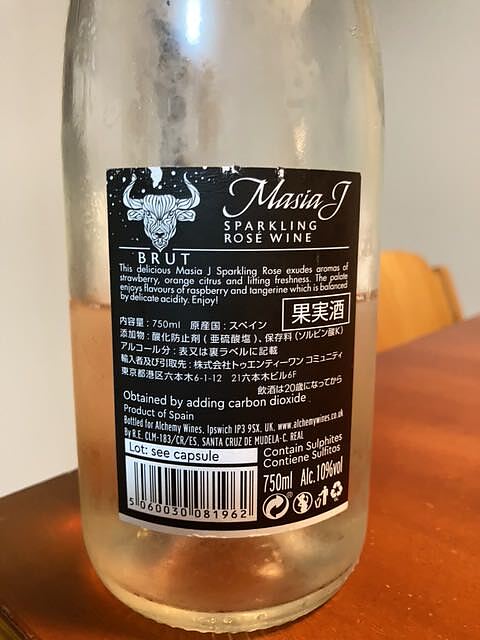 Masia J
SPARKLING
ROSÉ WINE
BRUT
This delicious Masia J Sparkling Rose exudes aromas of
strawberry, orange citrus and lifting freshness. The palate
enjoys flavours of raspberry and tangerine which is balanced
by delicate acidity. Enjoy!
果実酒
内容量：750ml 原産国：スペイン
添加物：酸化防止剤（亜硫酸塩）、保存料（ソルビン酸K）
アルコール分：表又は裏ラベルに記載
輸入者及び引取先：株式会社トゥエンティーワン コミュニティ
東京都港区六本木6-1-12 21六本木ビル6F
飲酒は20歳になってから
Obtained by adding carbon dioxide
Product of Spain
Bottled for Alchemy Wines, Ipswich IP3 9SX, UK, www.alchemywines.co.uk
By R.E. CLM-183/CR/ES, SANTA CRUZ DE MUDELA-C. REAL
Lot: see capsule
Contain Sulphites
Contiene Sulfitos
750ml Alc.10%vol
5 060030 081962